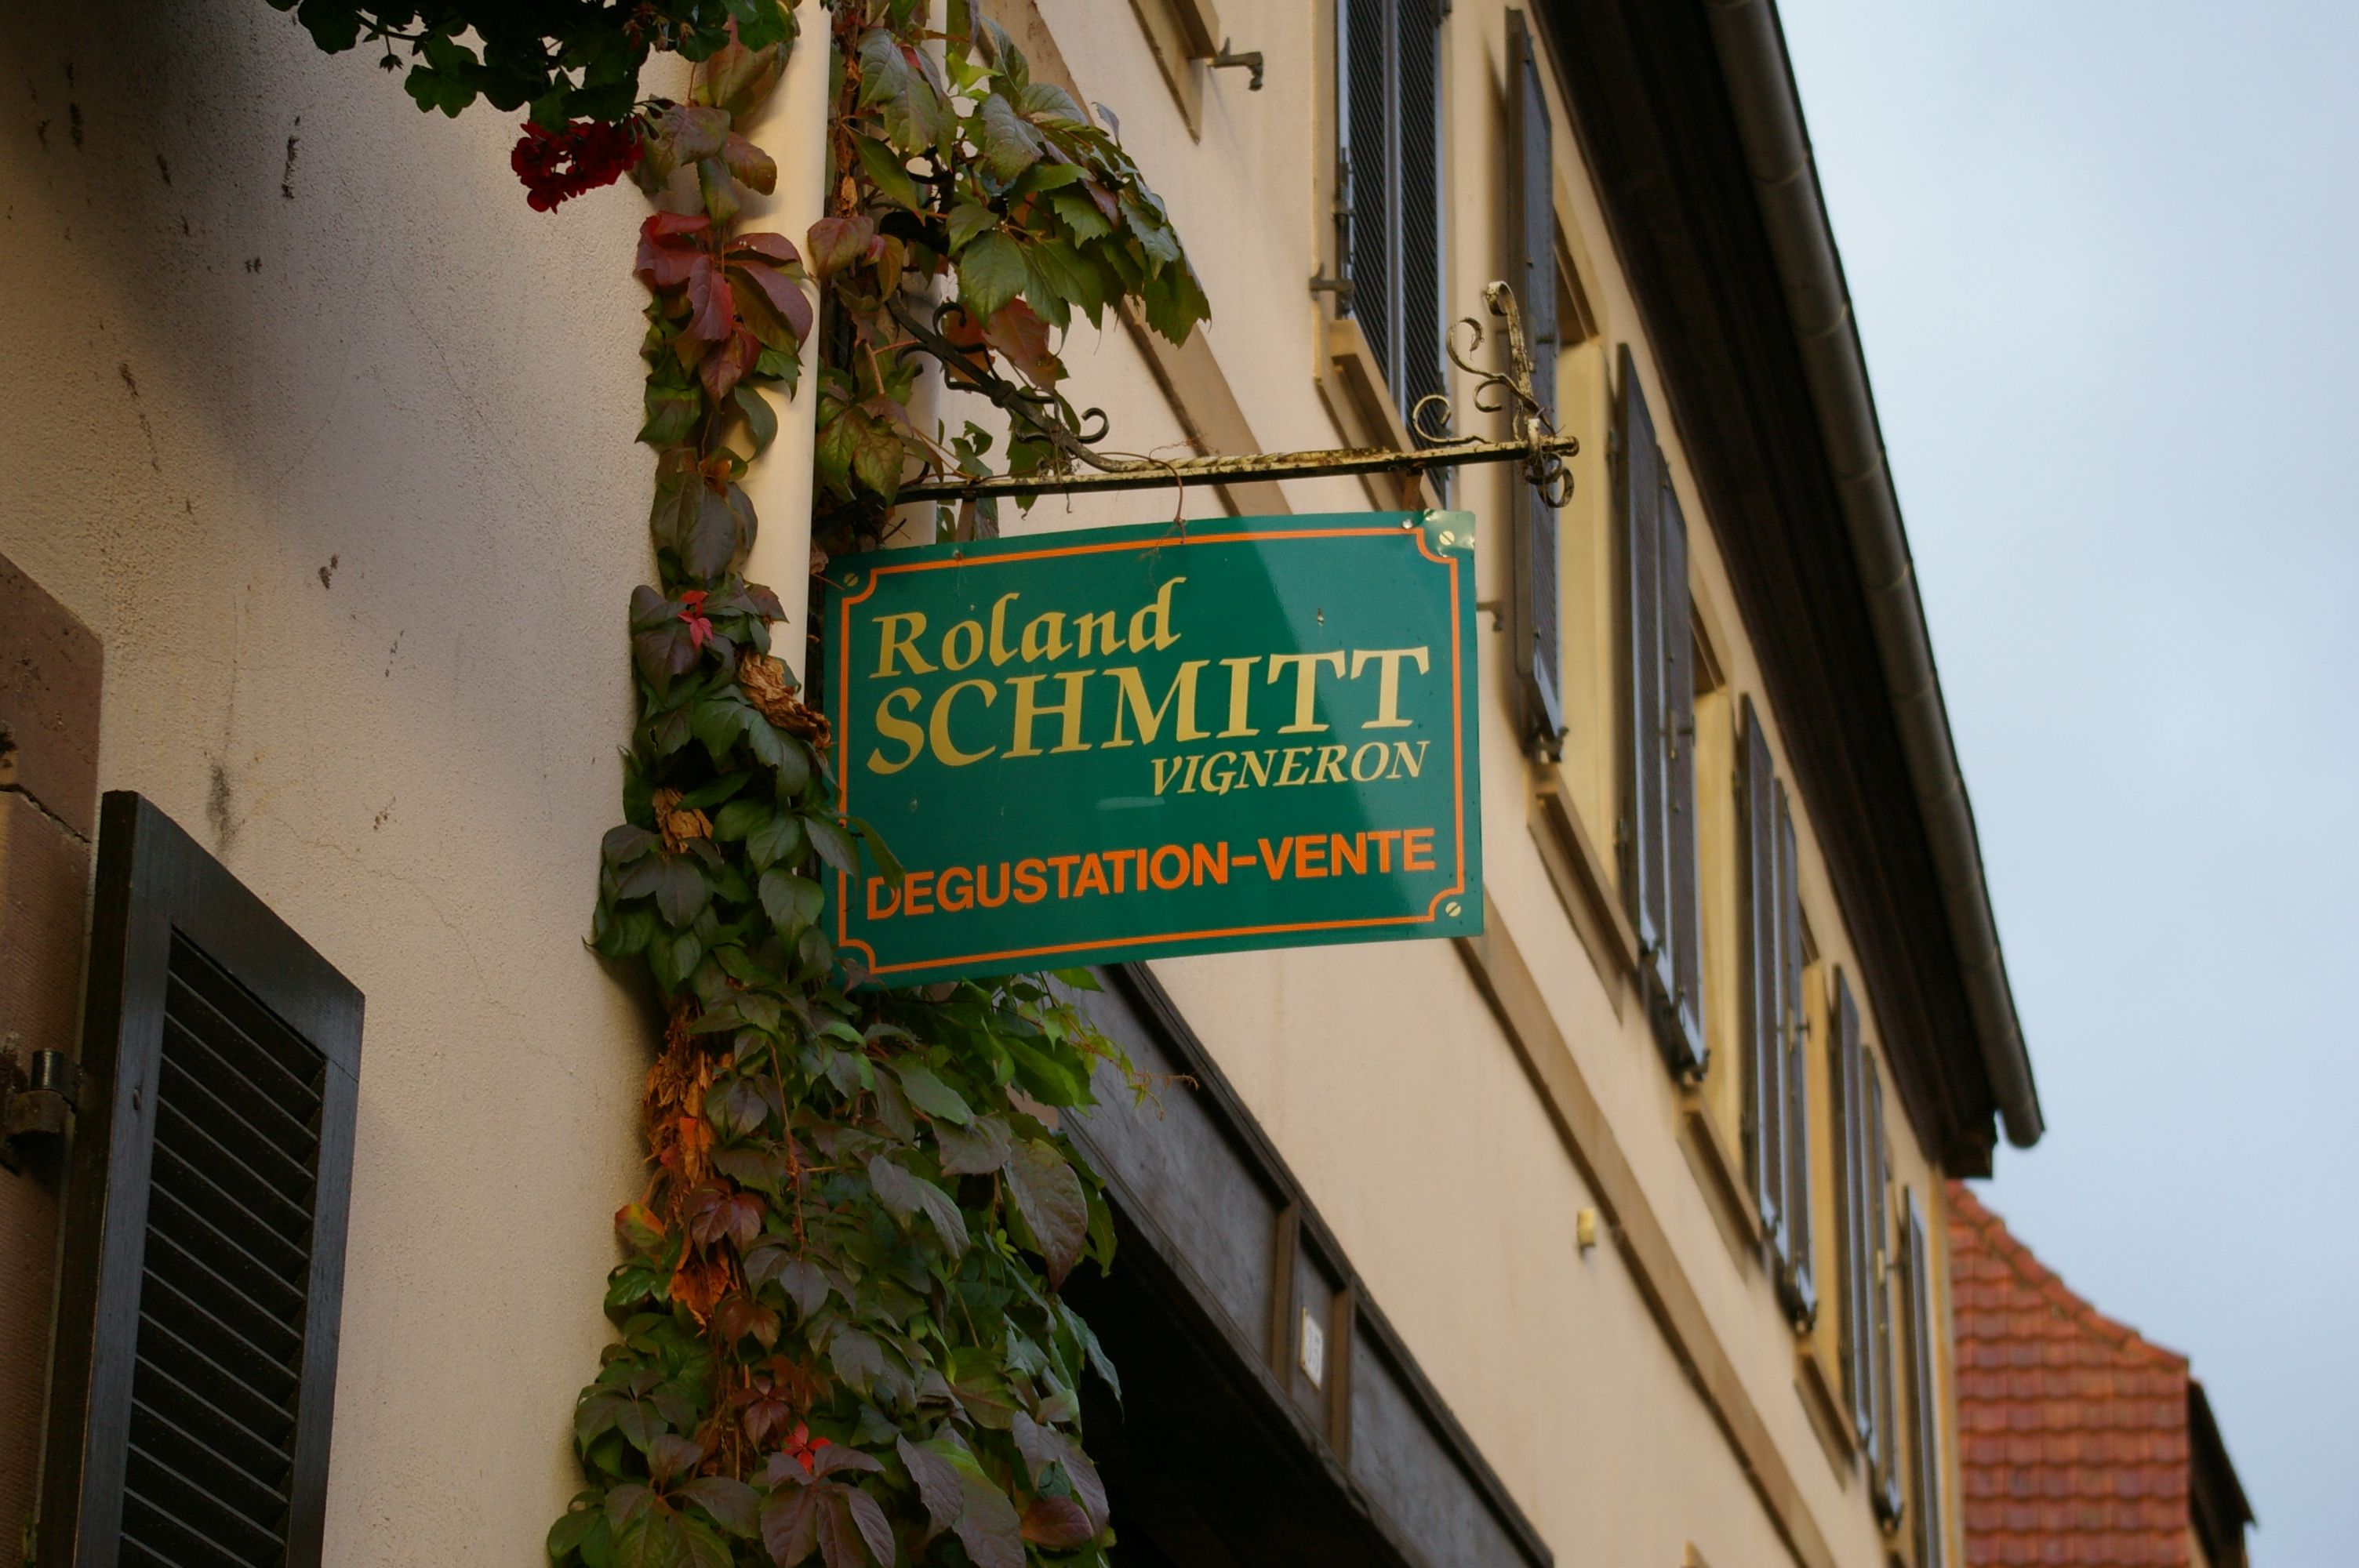 Roland
SCHMITT
VIGNERON
DEGUSTATION-VENTE